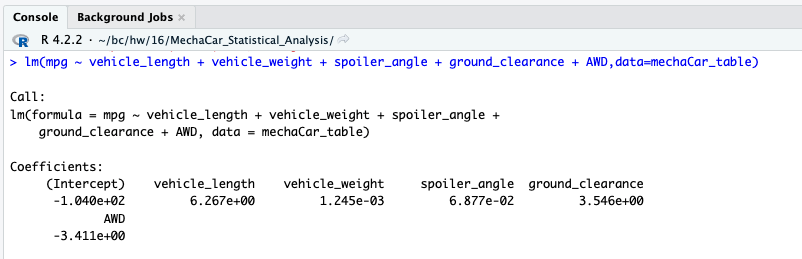 Console Background Jobs ×
R 4.2.2 · ~/bc/hw/16/MechaCar_Statistical_Analysis/
> lm(mpg ~ vehicle_length + vehicle_weight + spoiler_angle + ground_clearance + AWD,data=mechaCar_table)
Call:
lm(formula = mpg ~ vehicle_length + vehicle_weight + spoiler_angle +
    ground_clearance + AWD, data = mechaCar_table)
Coefficients:
     (Intercept)    vehicle_length    vehicle_weight     spoiler_angle  ground_clearance
      -1.040e+02         6.267e+00         1.245e-03         6.877e-02         3.546e+00
             AWD
      -3.411e+00